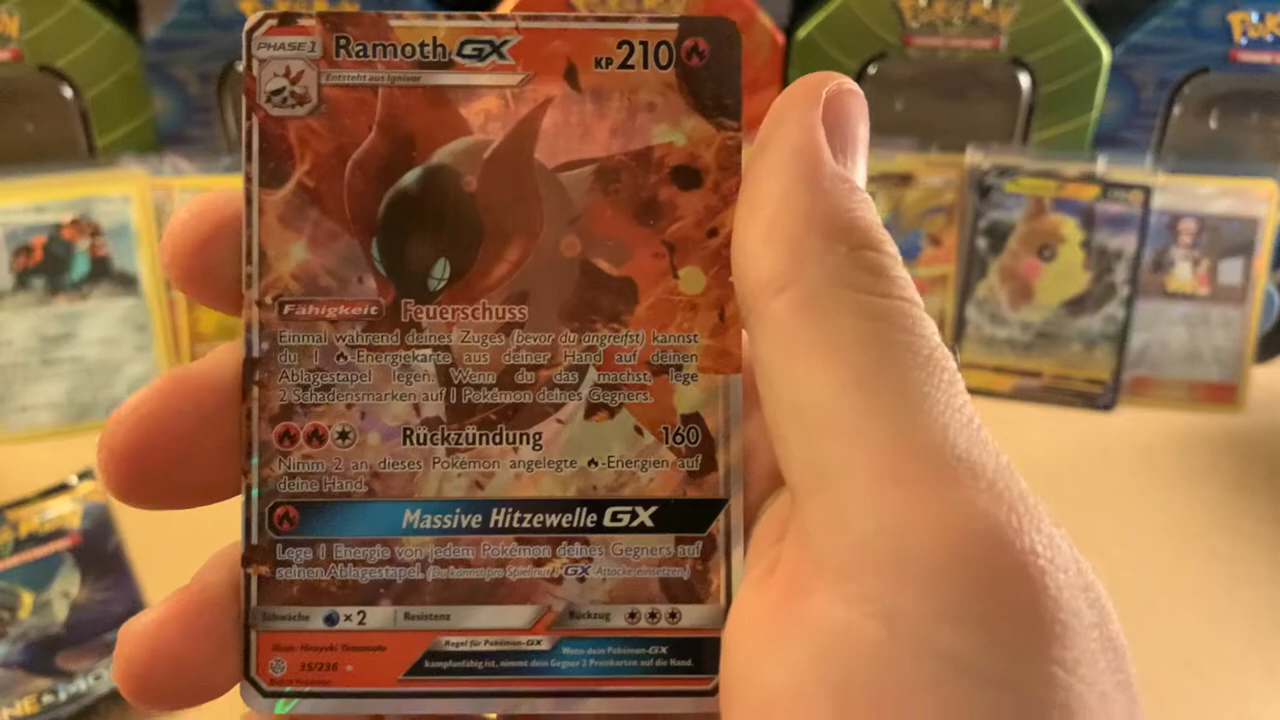 Pokémon
PHASE 1
Ramoth GX
KP 210
Entsteht aus Ignivor
Fähigkeit Feuerschuss
Einmal während deines Zuges (bevor du angreifst) kannst
du 1 -Energiekarte aus deiner Hand auf deinen
Ablagestapel legen. Wenn du das machst, lege
2 Schadensmarken auf 1 Pokémon deines Gegners.
Rückzündung 160
Nimm 2 an dieses Pokémon angelegte -Energien auf
deine Hand.
Massive Hitzewelle GX
Lege 1 Energie von jedem Pokémon deines Gegners auf
seinen Ablagestapel. (Du kannst pro Spiel nur 1 GX Attacke einsetzen.)
Schwäche ×2 Resistenz Rückzug
Illus. Hiroyuki Yamamoto
Regel für Pokémon-GX
Wenn dein Pokémon-GX
kampfunfähig ist, nimmt dein Gegner 2 Preiskarten auf die Hand.
35/236